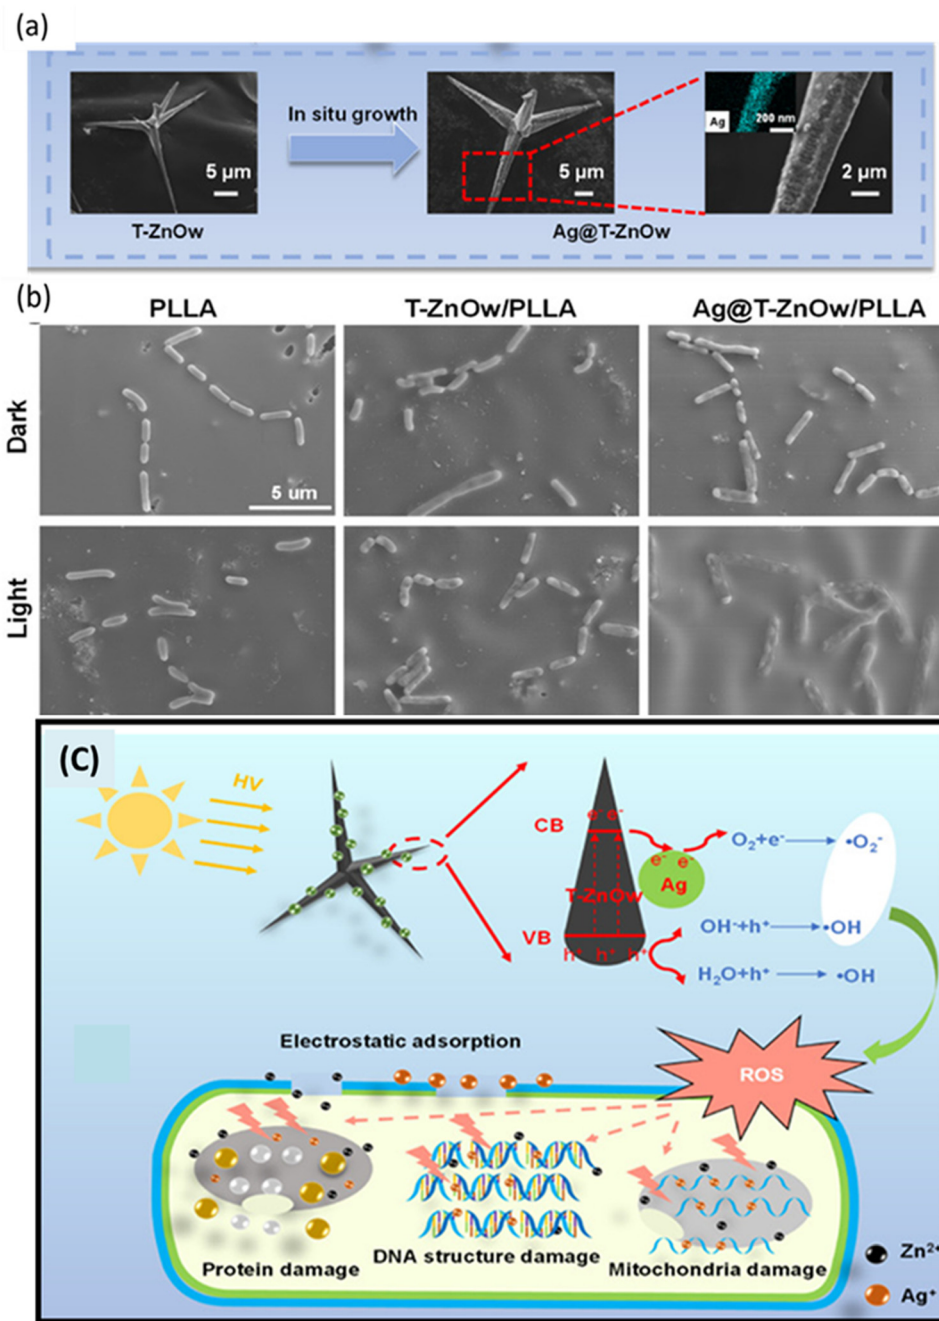 (a)
In situ growth
5 μm
5 μm
Ag
200 nm
2 μm
T-ZnOw
Ag@T-ZnOw
(b)
PLLA
T-ZnOw/PLLA
Ag@T-ZnOw/PLLA
Dark
5 um
Light
(C)
HV
CB
e⁻ e⁻
e⁻ e⁻
Ag
T-ZnOw
VB
h⁺ h⁺ h⁺
O₂+e⁻
•O₂⁻
OH⁻+h⁺
•OH
H₂O+h⁺
•OH
Electrostatic adsorption
ROS
Protein damage
DNA structure damage
Mitochondria damage
Zn²⁺
Ag⁺